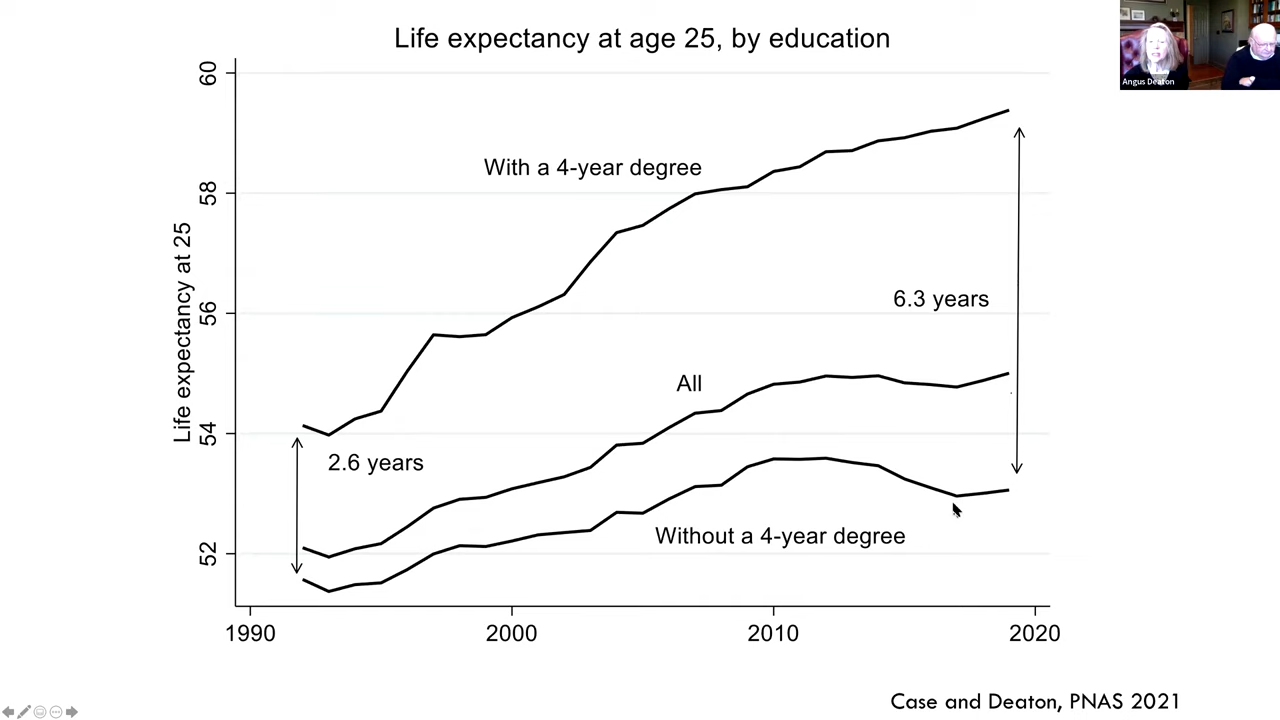 Life expectancy at age 25, by education
Angus Deaton
60
58
56
54
52
Life expectancy at 25
With a 4-year degree
6.3 years
All
2.6 years
Without a 4-year degree
1990 2000 2010 2020
Case and Deaton, PNAS 2021